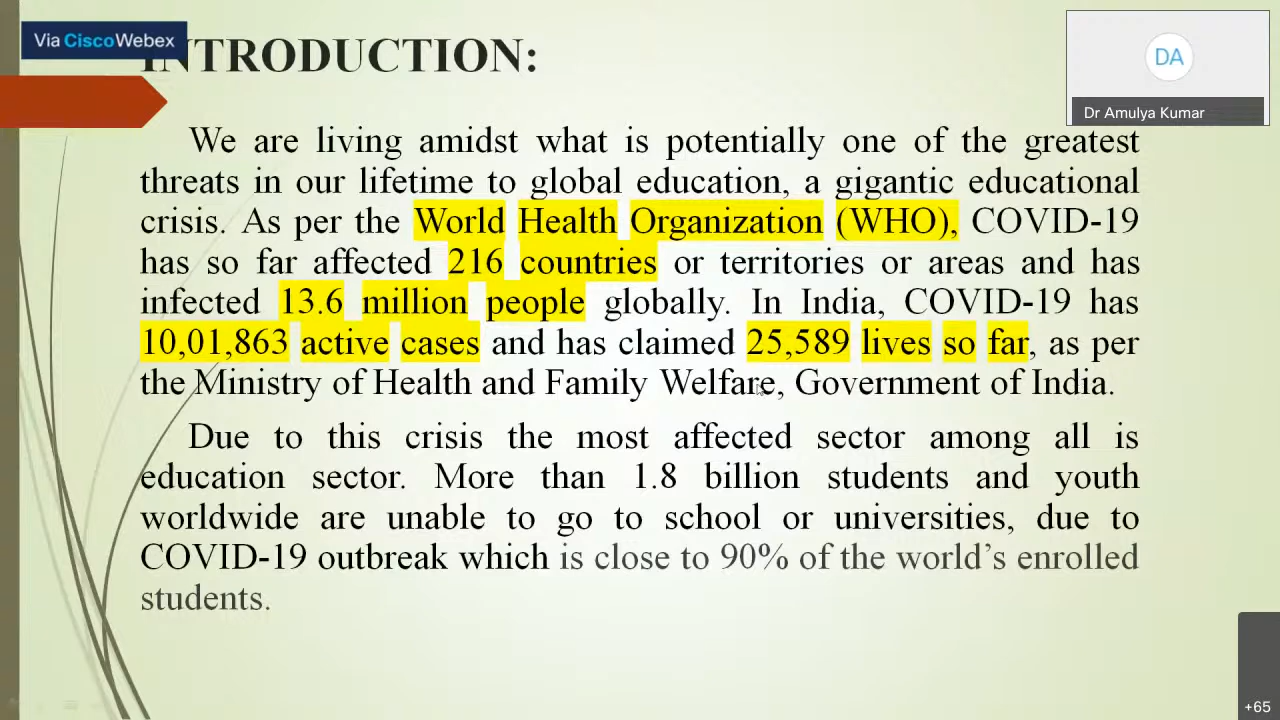 Via CiscoWebex
INTRODUCTION:
DA
Dr Amulya Kumar
We are living amidst what is potentially one of the greatest
threats in our lifetime to global education, a gigantic educational
crisis. As per the World Health Organization (WHO), COVID-19
has so far affected 216 countries or territories or areas and has
infected 13.6 million people globally. In India, COVID-19 has
10,01,863 active cases and has claimed 25,589 lives so far, as per
the Ministry of Health and Family Welfare, Government of India.
Due to this crisis the most affected sector among all is
education sector. More than 1.8 billion students and youth
worldwide are unable to go to school or universities, due to
COVID-19 outbreak which is close to 90% of the world’s enrolled
students.
+65